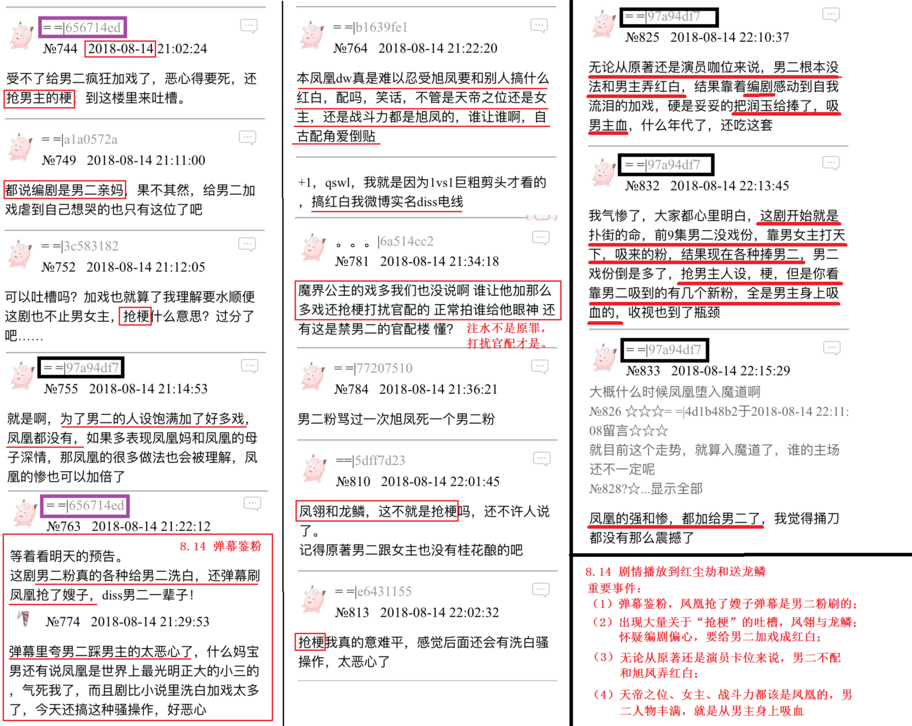 = =|656714ed
№744 2018-08-14 21:02:24
受不了给男二疯狂加戏了，恶心得要死，还
抢男主的梗，到这楼里来吐槽。
= =|a1a0572a
№749 2018-08-14 21:11:00
都说编剧是男二亲妈，果不其然，给男二加
戏虐到自己想哭的也只有这位了吧
= =|3c583182
№752 2018-08-14 21:12:05
可以吐槽吗？加戏也就算了我理解要水顺便
这剧也不止男女主，抢梗什么意思？过分了
吧……
= =|97a94df7
№755 2018-08-14 21:14:53
就是啊，为了男二的人设饱满加了好多戏，
凤凰都没有，如果多表现凤凰妈和凤凰的母
子深情，那凤凰的很多做法也会被理解，凤
凰的惨也可以加倍了
= =|656714ed
№763 2018-08-14 21:22:12
8.14 弹幕鉴粉
等着看明天的预告。
这剧男二粉真的各种给男二洗白，还弹幕刷
凤凰抢了嫂子，diss男二一辈子！
№774 2018-08-14 21:29:53
弹幕里夸男二踩男主的太恶心了，什么妈宝
男还有说凤凰是世界上最光明正大的小三的
，气死我了，而且剧比小说里洗白加戏太多
了，今天还搞这种骚操作，好恶心
= =|b1639fe1
№764 2018-08-14 21:22:20
本凤凰dw真是难以忍受旭凤要和别人搞什么
红白，配吗，笑话，不管是天帝之位还是女
主，还是战斗力都是旭凤的，谁让谁啊，自
古配角爱倒贴
+1，qswl，我就是因为1vs1巨粗剪头才看的
，搞红白我微博实名diss电线
。。。|6a514cc2
№781 2018-08-14 21:34:18
魔界公主的戏多我们也没说啊 谁让他加那么
多戏还抢梗打扰官配的 正常拍谁给他眼神 还
有这是禁男二的官配楼 懂？
注水不是原罪，
打扰官配才是。
= =|77207510
№784 2018-08-14 21:36:21
男二粉骂过一次旭凤死一个男二粉
==|5dff7d23
№810 2018-08-14 22:01:45
凤翎和龙鳞，这不就是抢梗吗，还不许人说
了。
记得原著男二跟女主也没有桂花酿的吧
= =|e6431155
№813 2018-08-14 22:02:32
抢梗我真的意难平，感觉后面还会有洗白骚
操作，太恶心了
= =|97a94df7
№825 2018-08-14 22:10:37
无论从原著还是演员咖位来说，男二根本没
法和男主弄红白，结果靠着编剧感动到自我
流泪的加戏，硬是妥妥的把润玉给捧了，吸
男主血，什么年代了，还吃这套
= =|97a94df7
№832 2018-08-14 22:13:45
我气惨了，大家都心里明白，这剧开始就是
扑街的命，前9集男二没戏份，靠男女主打天
下，吸来的粉，结果现在各种捧男二，男二
戏份倒是多了，抢男主人设，梗，但是你看
靠男二吸到的有几个新粉，全是男主身上吸
血的，收视也到了瓶颈
= =|97a94df7
№833 2018-08-14 22:15:29
大概什么时候凤凰堕入魔道啊
№826 ☆☆☆= =|4d1b48b2于2018-08-14 22:11:
08留言☆☆☆
就目前这个走势，就算入魔道了，谁的主场
还不一定呢
№828?☆...显示全部
凤凰的强和惨，都加给男二了，我觉得捅刀
都没有那么震撼了
8.14 剧情播放到红尘劫和送龙鳞
重要事件：
（1）弹幕鉴粉，凤凰抢了嫂子弹幕是男二粉刷的；
（2）出现大量关于“抢梗”的吐槽，凤翎与龙鳞；
怀疑编剧偏心，要给男二加戏成红白；
（3）无论从原著还是演员卡位来说，男二不配
和旭凤弄红白；
（4）天帝之位、女主、战斗力都该是凤凰的，男
二人物丰满，就是从男主身上吸血